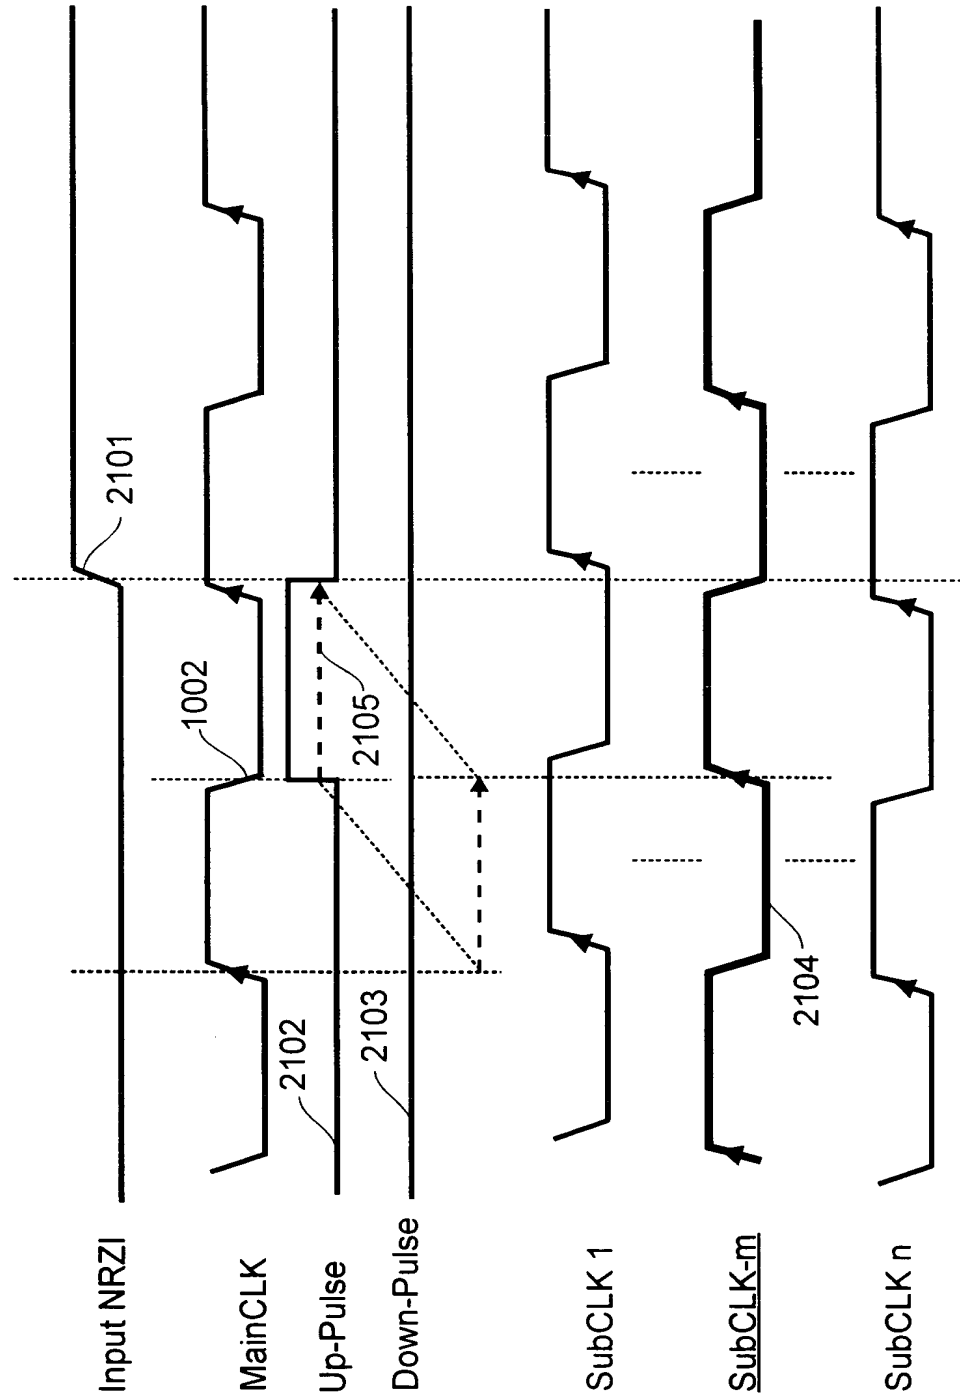 Input NRZI
2101
MainCLK
1002
Up-Pulse
2102
2105
Down-Pulse
2103
SubCLK 1
SubCLK-m
2104
SubCLK n